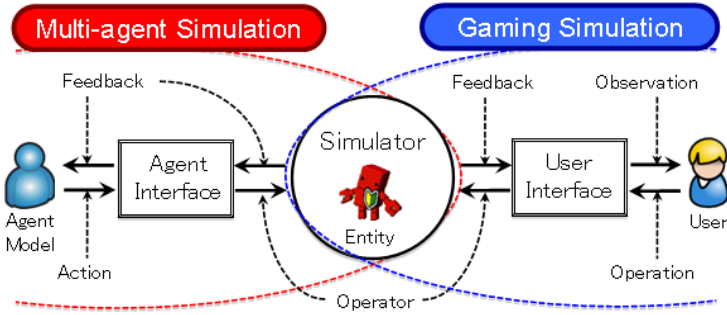 Multi-agent Simulation
Gaming Simulation
Feedback
Feedback
Observation
Simulator
Agent
Interface
User
Interface
Agent
Model
Entity
User
Action
Operator
Operation